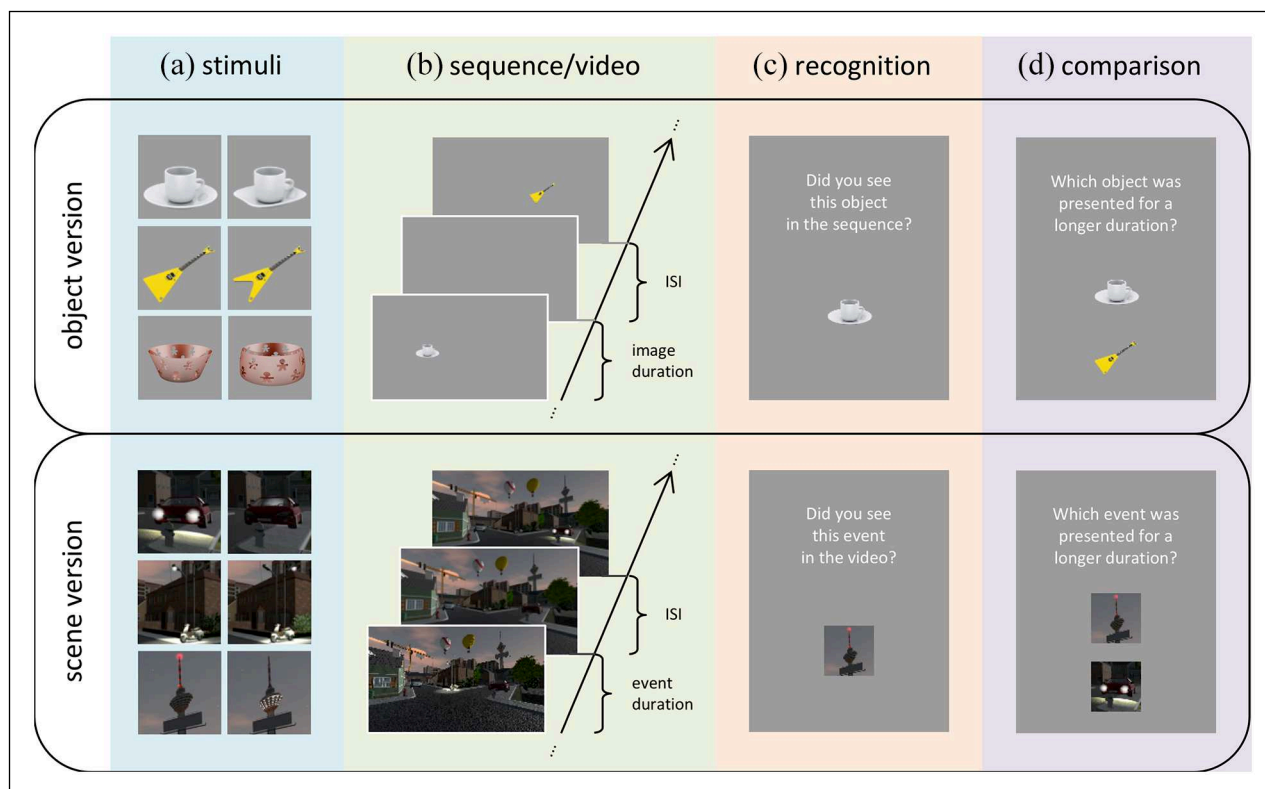 (a) stimuli
(b) sequence/video
(c) recognition
(d) comparison
object version
ISI
image
duration
Did you see
this object
in the sequence?
Which object was
presented for a
longer duration?
scene version
ISI
event
duration
Did you see
this event
in the video?
Which event was
presented for a
longer duration?